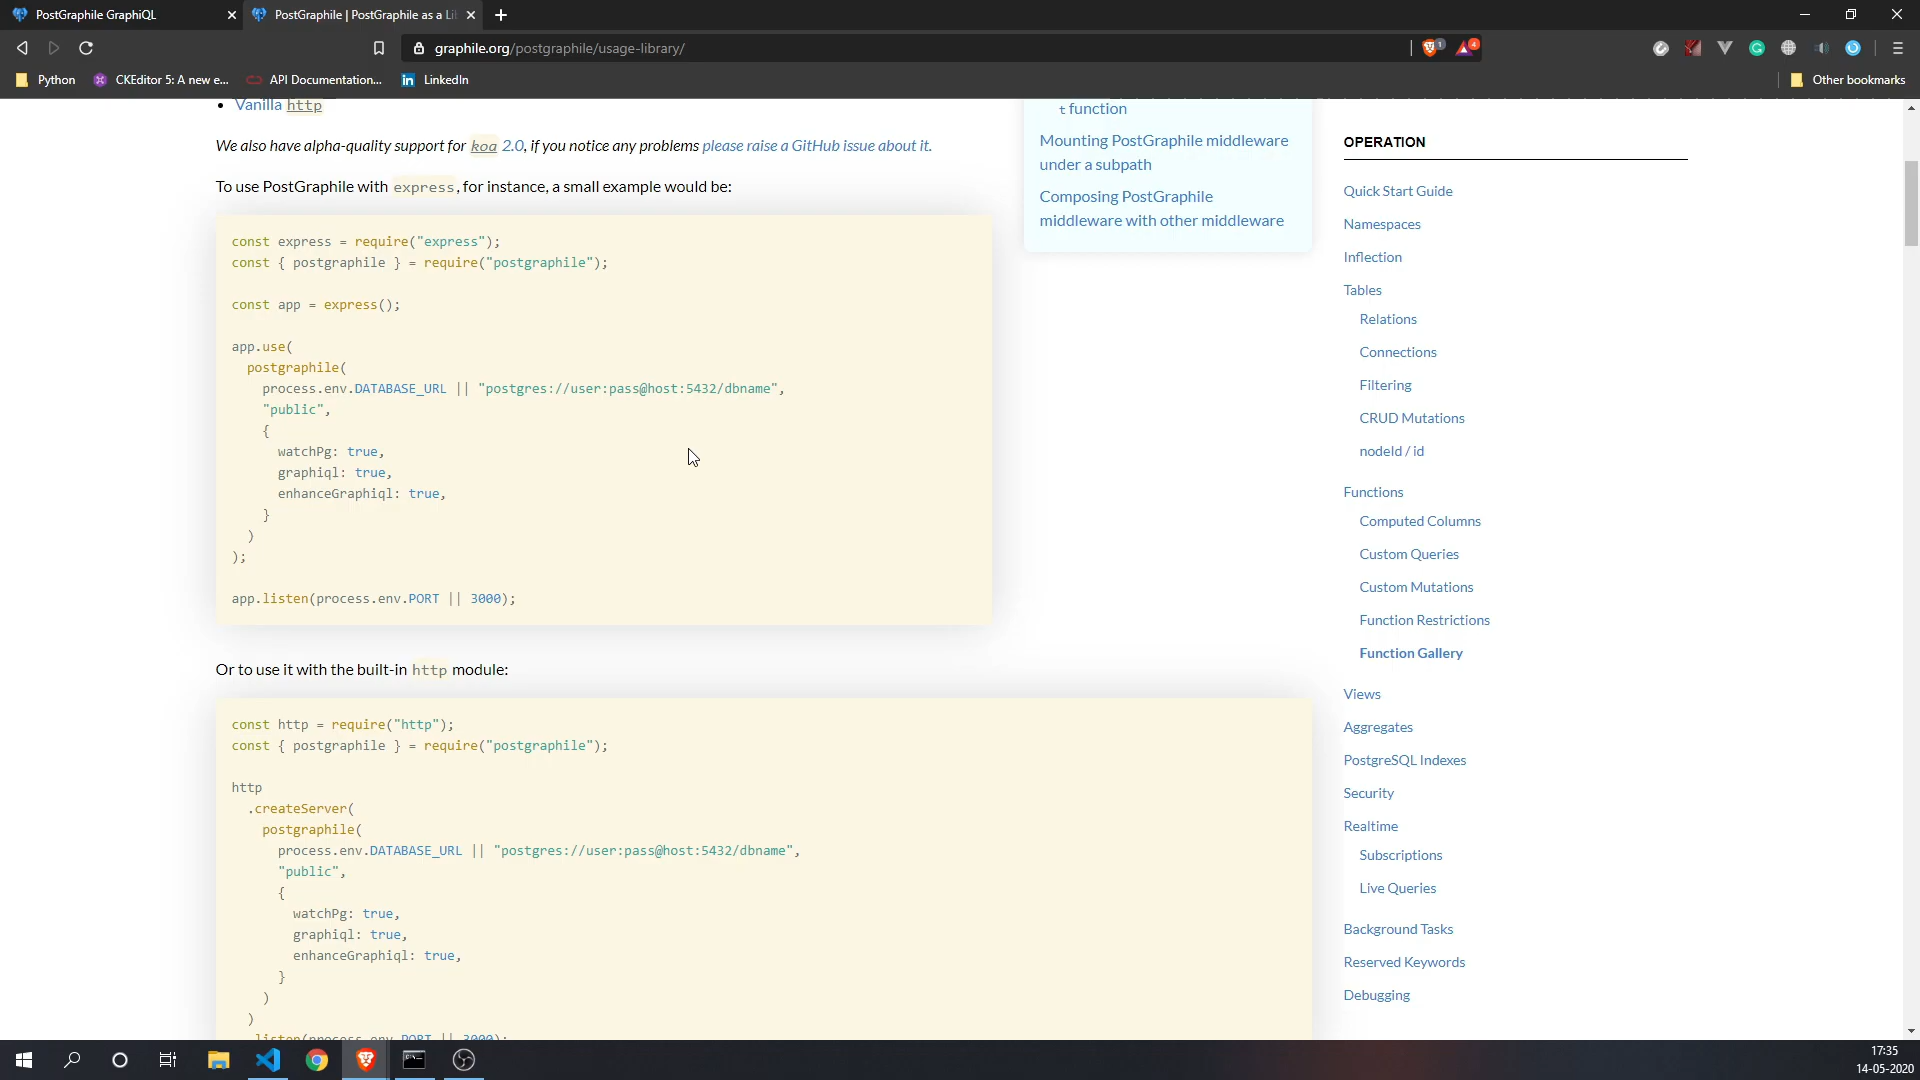 PostGraphile GraphiQL
PostGraphile | PostGraphile as a Li
graphile.org/postgraphile/usage-library/
1
4
Python
CKEditor 5: A new e...
API Documentation...
LinkedIn
Other bookmarks
Vanilla http
We also have alpha-quality support for koa 2.0, if you notice any problems please raise a GitHub issue about it.
To use PostGraphile with express, for instance, a small example would be:
const express = require("express");
const { postgraphile } = require("postgraphile");
const app = express();
app.use(
postgraphile(
process.env.DATABASE_URL || "postgres://user:pass@host:5432/dbname",
"public",
{
watchPg: true,
graphiql: true,
enhanceGraphiql: true,
}
)
);
app.listen(process.env.PORT || 3000);
Or to use it with the built-in http module:
const http = require("http");
const { postgraphile } = require("postgraphile");
http
.createServer(
postgraphile(
process.env.DATABASE_URL || "postgres://user:pass@host:5432/dbname",
"public",
{
watchPg: true,
graphiql: true,
enhanceGraphiql: true,
}
)
)
.listen(process.env.PORT || 3000);
t function
Mounting PostGraphile middleware
under a subpath
Composing PostGraphile
middleware with other middleware
OPERATION
Quick Start Guide
Namespaces
Inflection
Tables
Relations
Connections
Filtering
CRUD Mutations
nodeId / id
Functions
Computed Columns
Custom Queries
Custom Mutations
Function Restrictions
Function Gallery
Views
Aggregates
PostgreSQL Indexes
Security
Realtime
Subscriptions
Live Queries
Background Tasks
Reserved Keywords
Debugging
17:35
14-05-2020